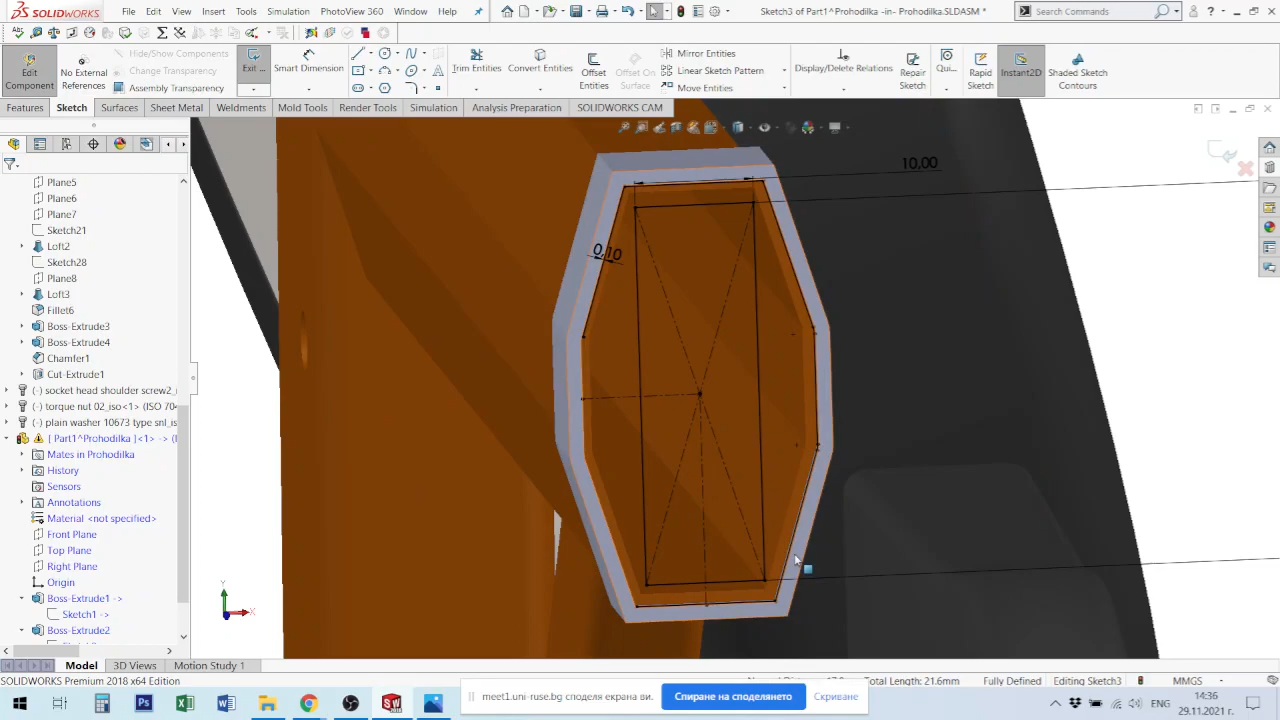 SOLIDWORKS
File Edit View Insert Tools Simulation PhotoView 360 Window Help
Sketch3 of Part1^Prohodilka -in- Prohodilka.SLDASM *
Search Commands
Edit Component
No External References
Hide/Show Components
Change Transparency
Assembly Transparency
Exit ...
Smart Dimension
Trim Entities
Convert Entities
Offset Entities
Offset On Surface
Mirror Entities
Linear Sketch Pattern
Move Entities
Display/Delete Relations
Repair Sketch
Qui...
Rapid Sketch
Instant2D
Shaded Sketch Contours
Features Sketch Surfaces Sheet Metal Weldments Mold Tools Render Tools Simulation Analysis Preparation SOLIDWORKS CAM
Plane5
Plane6
Plane7
Sketch21
Loft2
Sketch28
Plane8
Loft3
Fillet6
Boss-Extrude3
Boss-Extrude4
Chamfer1
Cut-Extrude1
(-) socket head shoulder screw2_
(-) torque nut 02_iso<1> (ISO 704
(-) plain washer 10673 type snl_is
[ Part1^Prohodilka ]<1> -> (I
Mates in Prohodilka
History
Sensors
Annotations
Material <not specified>
Front Plane
Top Plane
Right Plane
Origin
Boss-Extrude1 ->
Sketch1 ->
Boss-Extrude2
10,00
0,10
Y
X
Model 3D Views Motion Study 1
SOLIDWORKS Premium 2018 x64 Edition
Total Length: 21.6mm Fully Defined Editing Sketch3 MMGS
meet1.uni-ruse.bg споделя екрана ви.
Спиране на споделянето
Скриване
ENG
14:36
29.11.2021 г.